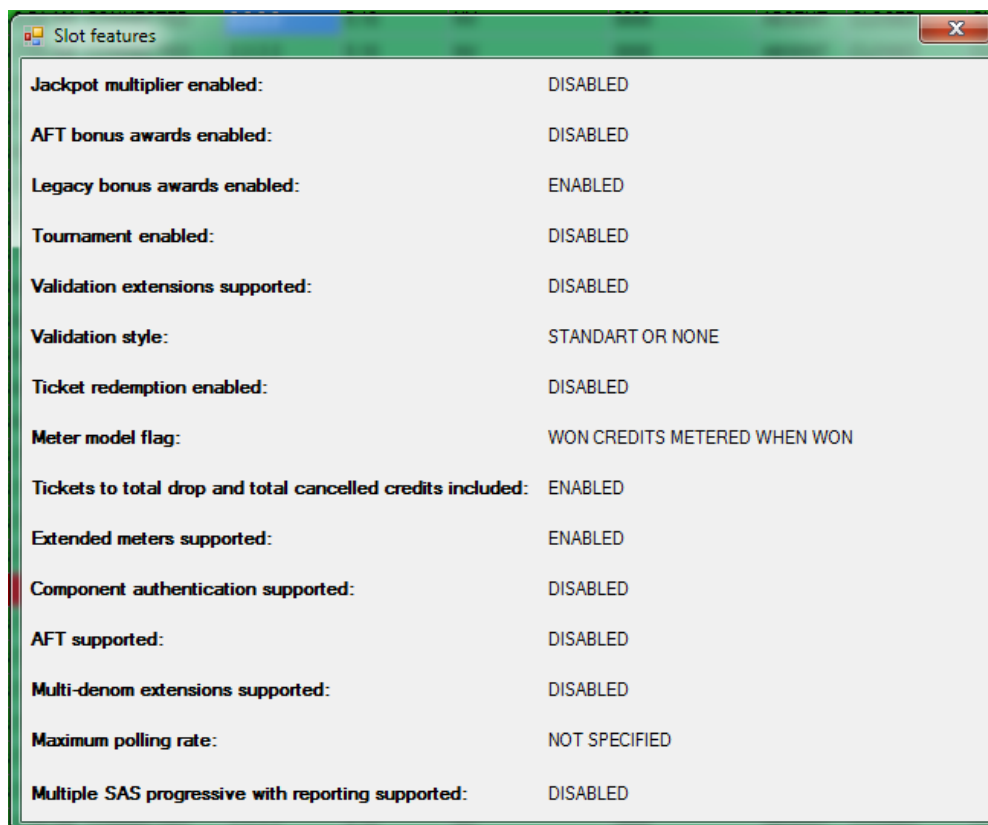 Slot features
Jackpot multiplier enabled: DISABLED
AFT bonus awards enabled: DISABLED
Legacy bonus awards enabled: ENABLED
Tournament enabled: DISABLED
Validation extensions supported: DISABLED
Validation style: STANDART OR NONE
Ticket redemption enabled: DISABLED
Meter model flag: WON CREDITS METERED WHEN WON
Tickets to total drop and total cancelled credits included: ENABLED
Extended meters supported: ENABLED
Component authentication supported: DISABLED
AFT supported: DISABLED
Multi-denom extensions supported: DISABLED
Maximum polling rate: NOT SPECIFIED
Multiple SAS progressive with reporting supported: DISABLED